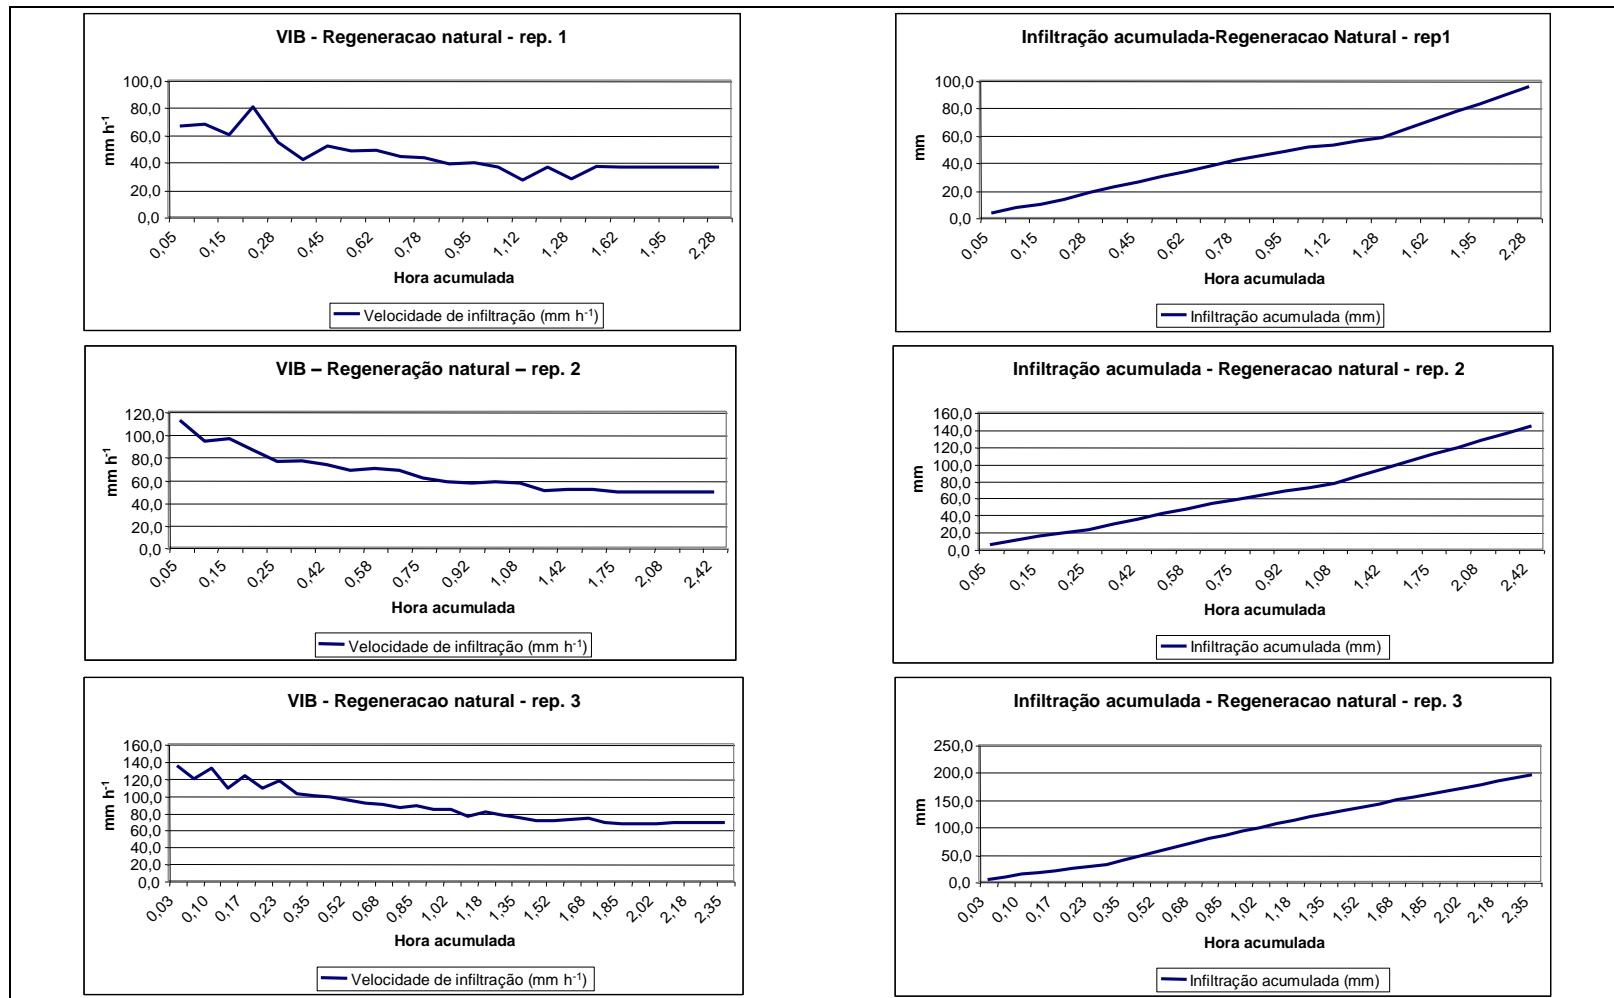 VIB - Regeneracao natural - rep. 1
100,0
80,0
60,0
40,0
20,0
0,0
mm h-1
0,05 0,15 0,28 0,45 0,62 0,78 0,95 1,12 1,28 1,62 1,95 2,28
Hora acumulada
Velocidade de infiltração (mm h-1)
Infiltração acumulada-Regeneracao Natural - rep1
100,0
80,0
60,0
40,0
20,0
0,0
mm
0,05 0,15 0,28 0,45 0,62 0,78 0,95 1,12 1,28 1,62 1,95 2,28
Hora acumulada
Infiltração acumulada (mm)
VIB – Regeneração natural – rep. 2
120,0
100,0
80,0
60,0
40,0
20,0
0,0
mm h-1
0,05 0,15 0,25 0,42 0,58 0,75 0,92 1,08 1,42 1,75 2,08 2,42
Hora acumulada
Velocidade de infiltração (mm h-1)
Infiltração acumulada - Regeneracao natural - rep. 2
160,0
140,0
120,0
100,0
80,0
60,0
40,0
20,0
0,0
mm
0,05 0,15 0,25 0,42 0,58 0,75 0,92 1,08 1,42 1,75 2,08 2,42
Hora acumulada
Infiltração acumulada (mm)
VIB - Regeneracao natural - rep. 3
160,0
140,0
120,0
100,0
80,0
60,0
40,0
20,0
0,0
mm h-1
0,03 0,10 0,17 0,23 0,35 0,52 0,68 0,85 1,02 1,18 1,35 1,52 1,68 1,85 2,02 2,18 2,35
Hora acumulada
Velocidade de infiltração (mm h-1)
Infiltração acumulada - Regeneracao natural - rep. 3
250,0
200,0
150,0
100,0
50,0
0,0
mm
0,03 0,10 0,17 0,23 0,35 0,52 0,68 0,85 1,02 1,18 1,35 1,52 1,68 1,85 2,02 2,18 2,35
Hora acumulada
Infiltração acumulada (mm)